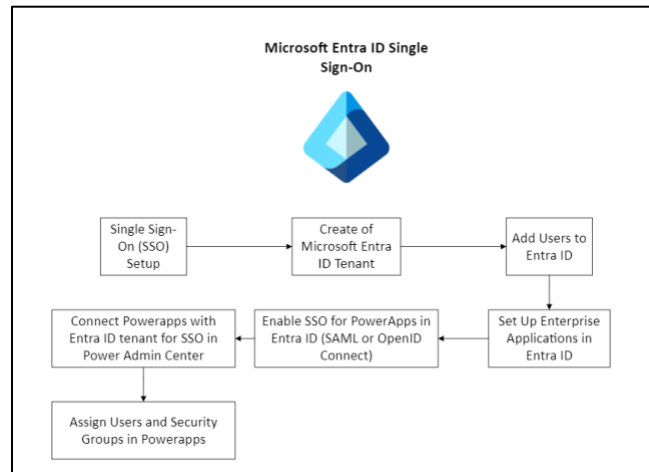 Microsoft Entra ID Single
Sign-On
Single Sign-
On (SSO)
Setup
Create of
Microsoft Entra
ID Tenant
Add Users to
Entra ID
Set Up Enterprise
Applications in
Entra ID
Enable SSO for PowerApps in
Entra ID (SAML or OpenID
Connect)
Connect Powerapps with
Entra ID tenant for SSO in
Power Admin Center
Assign Users and Security
Groups in Powerapps